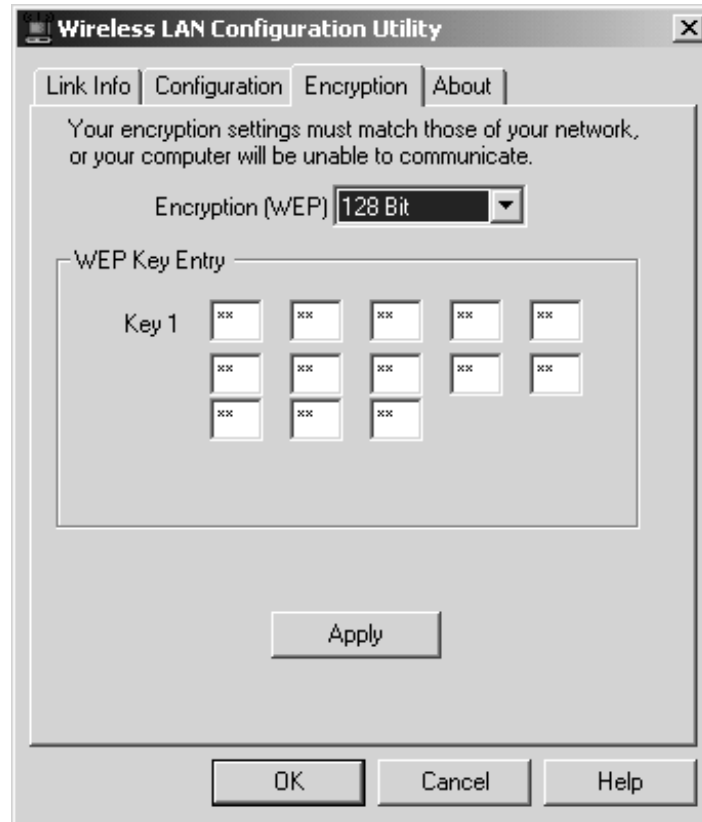 Wireless LAN Configuration Utility
Link Info Configuration Encryption About
Your encryption settings must match those of your network,
or your computer will be unable to communicate.
Encryption (WEP) 128 Bit
WEP Key Entry
Key 1 ** ** ** ** **
** ** ** ** **
** ** **
Apply
OK Cancel Help